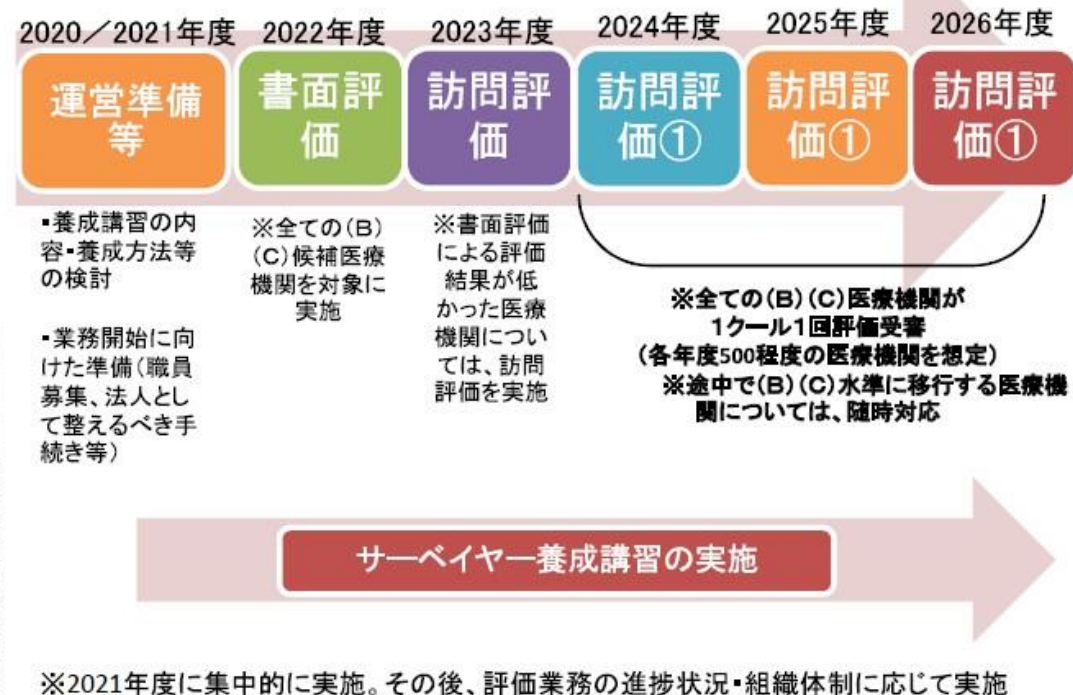 2020／2021年度 2022年度 2023年度 2024年度 2025年度 2026年度
運営準備
等
書面評
価
訪問評
価
訪問評
価①
訪問評
価①
訪問評
価①
▪養成講習の内
容▪養成方法等
の検討
▪業務開始に向
けた準備(職員
募集、法人とし
て整えるべき手
続き等)
※全ての(B)
(C)候補医療
機関を対象に
実施
※書面評価
による評価
結果が低
かった医療
機関につい
ては、訪問
評価を実施
※全ての(B)(C)医療機関が
1クール1回評価受審
(各年度500程度の医療機関を想定)
※途中で(B)(C)水準に移行する医療機
関については、随時対応
サーベイヤー養成講習の実施
※2021年度に集中的に実施。その後、評価業務の進捗状況▪組織体制に応じて実施